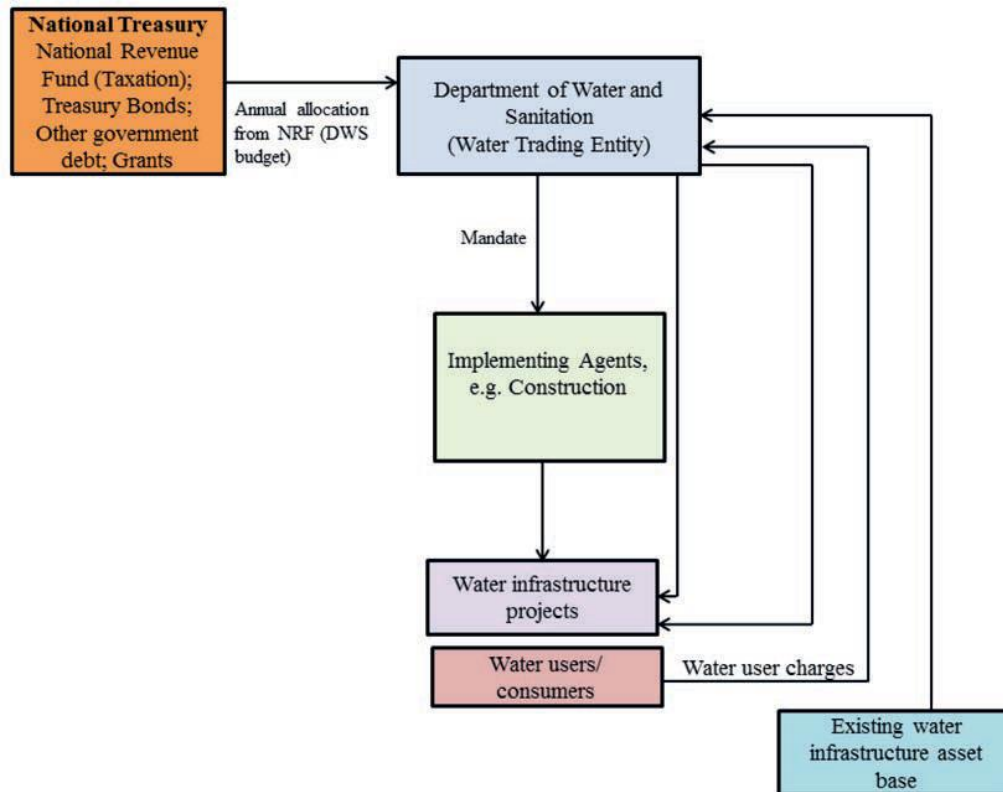 National Treasury
National Revenue
Fund (Taxation);
Treasury Bonds;
Other government
debt; Grants
Annual allocation
from NRF (DWS
budget)
Department of Water and
Sanitation
(Water Trading Entity)
Mandate
Implementing Agents,
e.g. Construction
Water infrastructure
projects
Water users/
consumers
Water user charges
Existing water
infrastructure asset
base